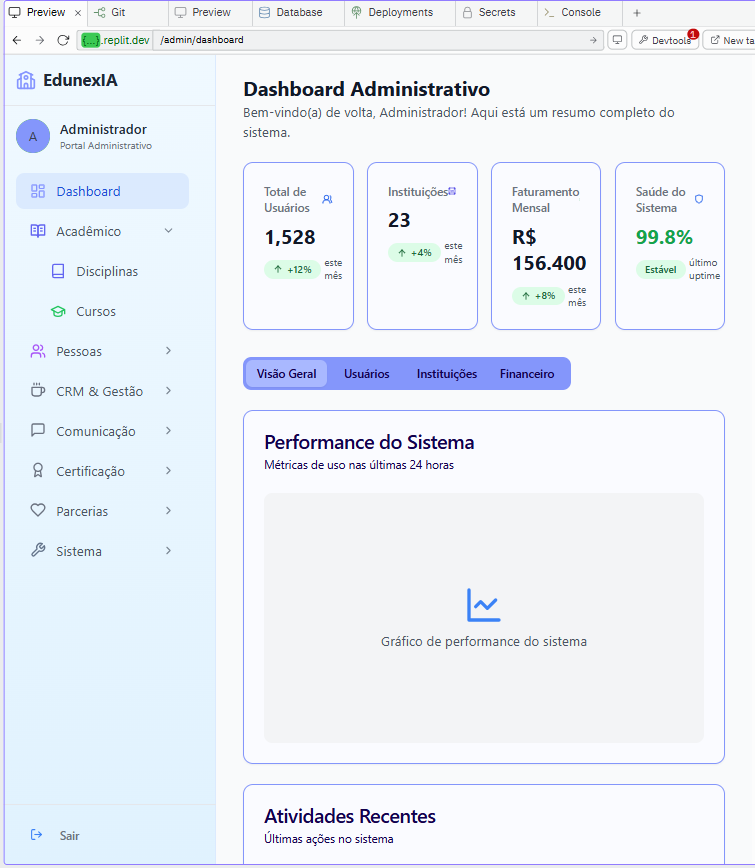 Preview
Git
Preview
Database
Deployments
Secrets
Console
{...}.replit.dev /admin/dashboard
Devtools
1
New ta
EdunexIA
A
Administrador
Portal Administrativo
Dashboard
Acadêmico
Disciplinas
Cursos
Pessoas
CRM & Gestão
Comunicação
Certificação
Parcerias
Sistema
Sair
Dashboard Administrativo
Bem-vindo(a) de volta, Administrador! Aqui está um resumo completo do
sistema.
Total de
Usuários
1,528
+12%
este
mês
Instituições
23
+4%
este
mês
Faturamento
Mensal
R$
156.400
+8%
este
mês
Saúde do
Sistema
99.8%
Estável
último
uptime
Visão Geral
Usuários
Instituições
Financeiro
Performance do Sistema
Métricas de uso nas últimas 24 horas
Gráfico de performance do sistema
Atividades Recentes
Últimas ações no sistema